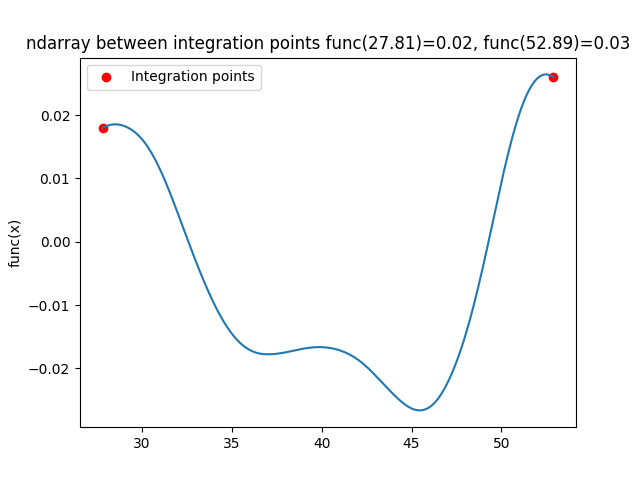 ndarray between integration points func(27.81)=0.02, func(52.89)=0.03
Integration points
func(x)
0.02
0.01
0.00
−0.01
−0.02
30 35 40 45 50